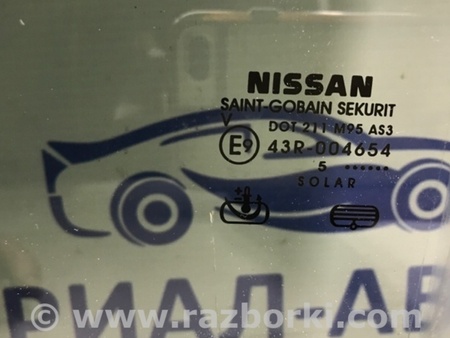 NISSAN
SAINT-GOBAIN SEKURIT
V
DOT 211 M95 AS3
E9 43R-004654
5 ......
SOLAR
РИАЛ-АВ
© www.razborki.com